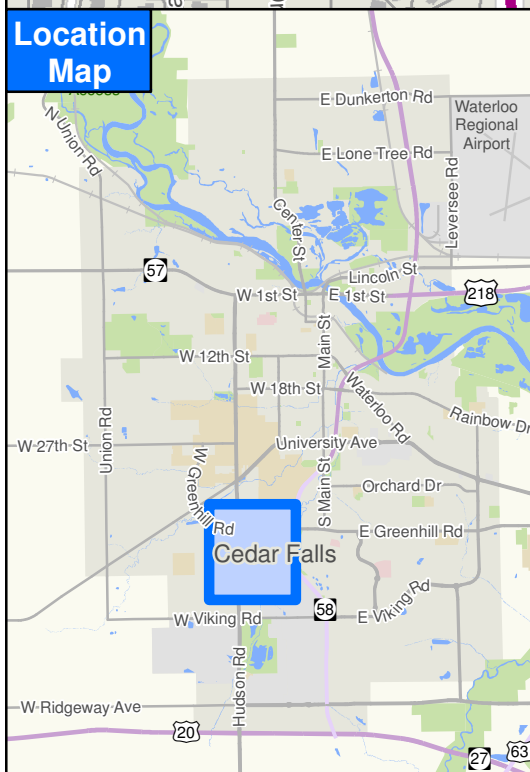 Location
Map
Access
N Union Rd
E Dunkerton Rd
Waterloo
Regional
Airport
E Lone Tree Rd
Leversee Rd
Center St
57
Lincoln St
W 1st St
E 1st St
218
Main St
W 12th St
W 18th St
Waterloo Rd
Rainbow Dr
Union Rd
W 27th St
University Ave
W Greenhill Rd
S Main St
Orchard Dr
E Greenhill Rd
Cedar Falls
58
W Viking Rd
E Viking Rd
Hudson Rd
W Ridgeway Ave
20
27
63